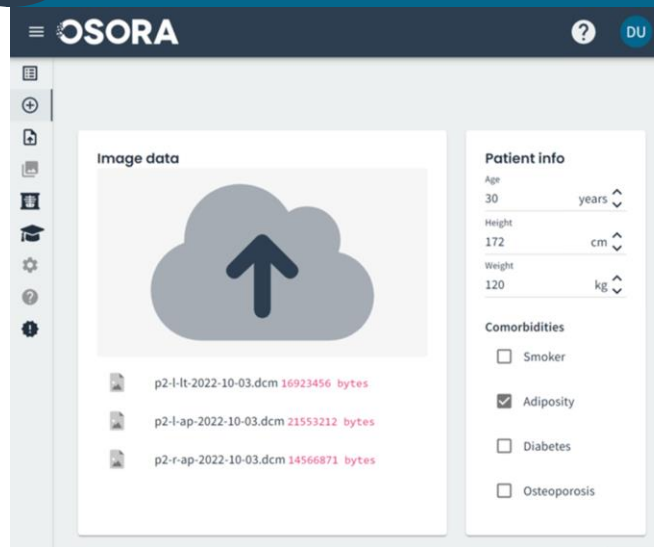 OSORA
DU
Image data
p2-l-lt-2022-10-03.dcm 16923456 bytes
p2-l-ap-2022-10-03.dcm 21553212 bytes
p2-r-ap-2022-10-03.dcm 14566871 bytes
Patient info
Age
30 years
Height
172 cm
Weight
120 kg
Comorbidities
Smoker
Adiposity
Diabetes
Osteoporosis